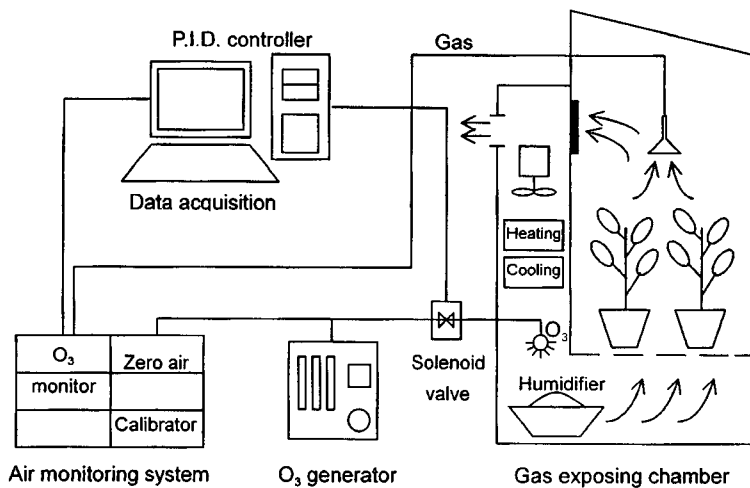 P.I.D. controller
Gas
Data acquisition
Heating
Cooling
O₃
O₃
monitor
Zero air
Calibrator
Solenoid
valve
Humidifier
Air monitoring system
O₃ generator
Gas exposing chamber